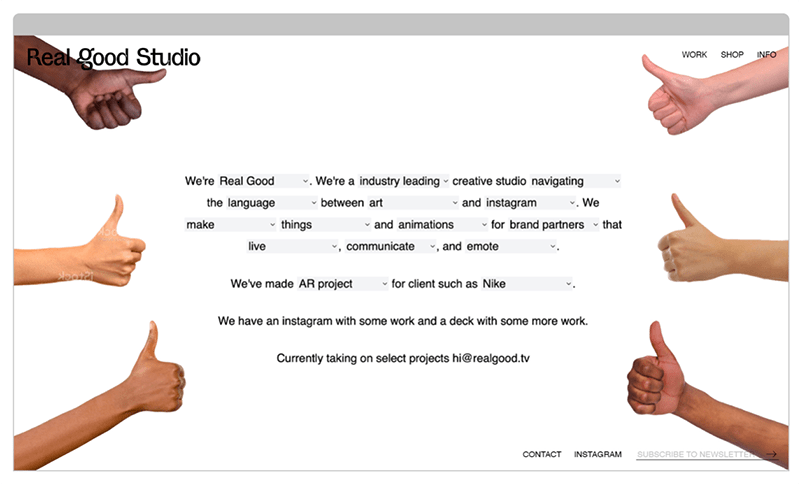 Real good Studio
WORK SHOP INFO
We're Real Good . We're a industry leading creative studio navigating
the language between art and instagram . We
make things and animations for brand partners that
live , communicate , and emote .
We've made AR project for client such as Nike .
We have an instagram with some work and a deck with some more work.
Currently taking on select projects hi@realgood.tv
CONTACT INSTAGRAM SUBSCRIBE TO NEWSLETTER